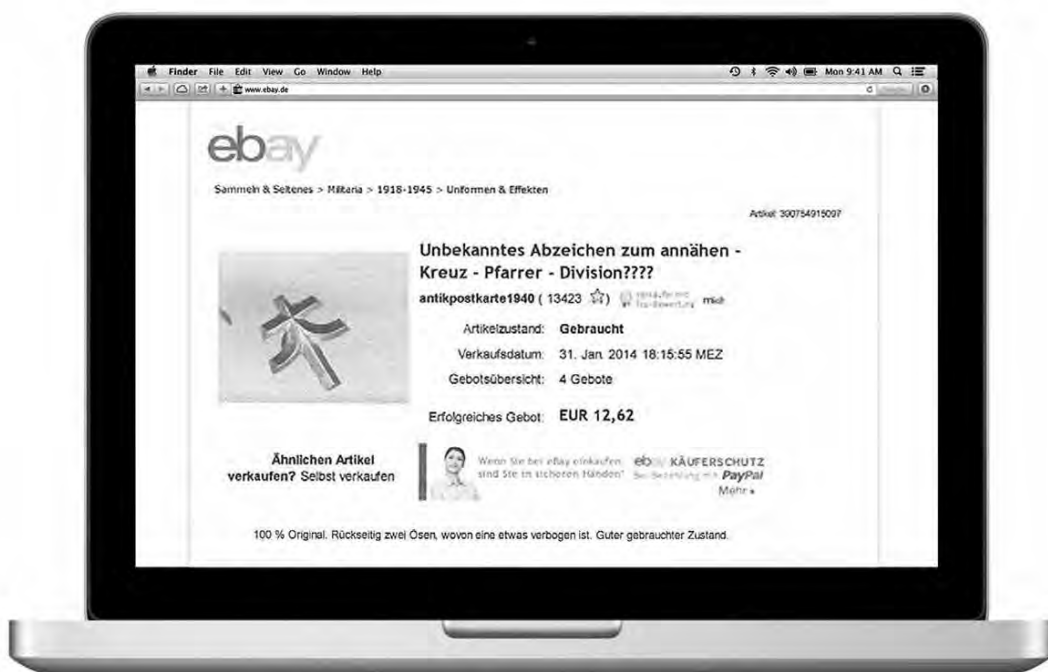 Finder File Edit View Go Window Help Mon 9:41 AM
www.ebay.de
ebay
Sammeln & Seltenes > Militaria > 1918-1945 > Uniformen & Effekten
Artikel: 390754915097
Unbekanntes Abzeichen zum annähen -
Kreuz - Pfarrer - Division????
antikpostkarte1940 ( 13423 ) mich
Artikelzustand: Gebraucht
Verkaufsdatum: 31. Jan. 2014 18:15:55 MEZ
Gebotsübersicht: 4 Gebote
Erfolgreiches Gebot: EUR 12,62
Ähnlichen Artikel
verkaufen? Selbst verkaufen
Wenn Sie bei eBay einkaufen
sind Sie in sicheren Händen*
ebay KÄUFERSCHUTZ
Bei Bezahlung mit PayPal
Mehr
100 % Original. Rückseitig zwei Ösen, wovon eine etwas verbogen ist. Guter gebrauchter Zustand.